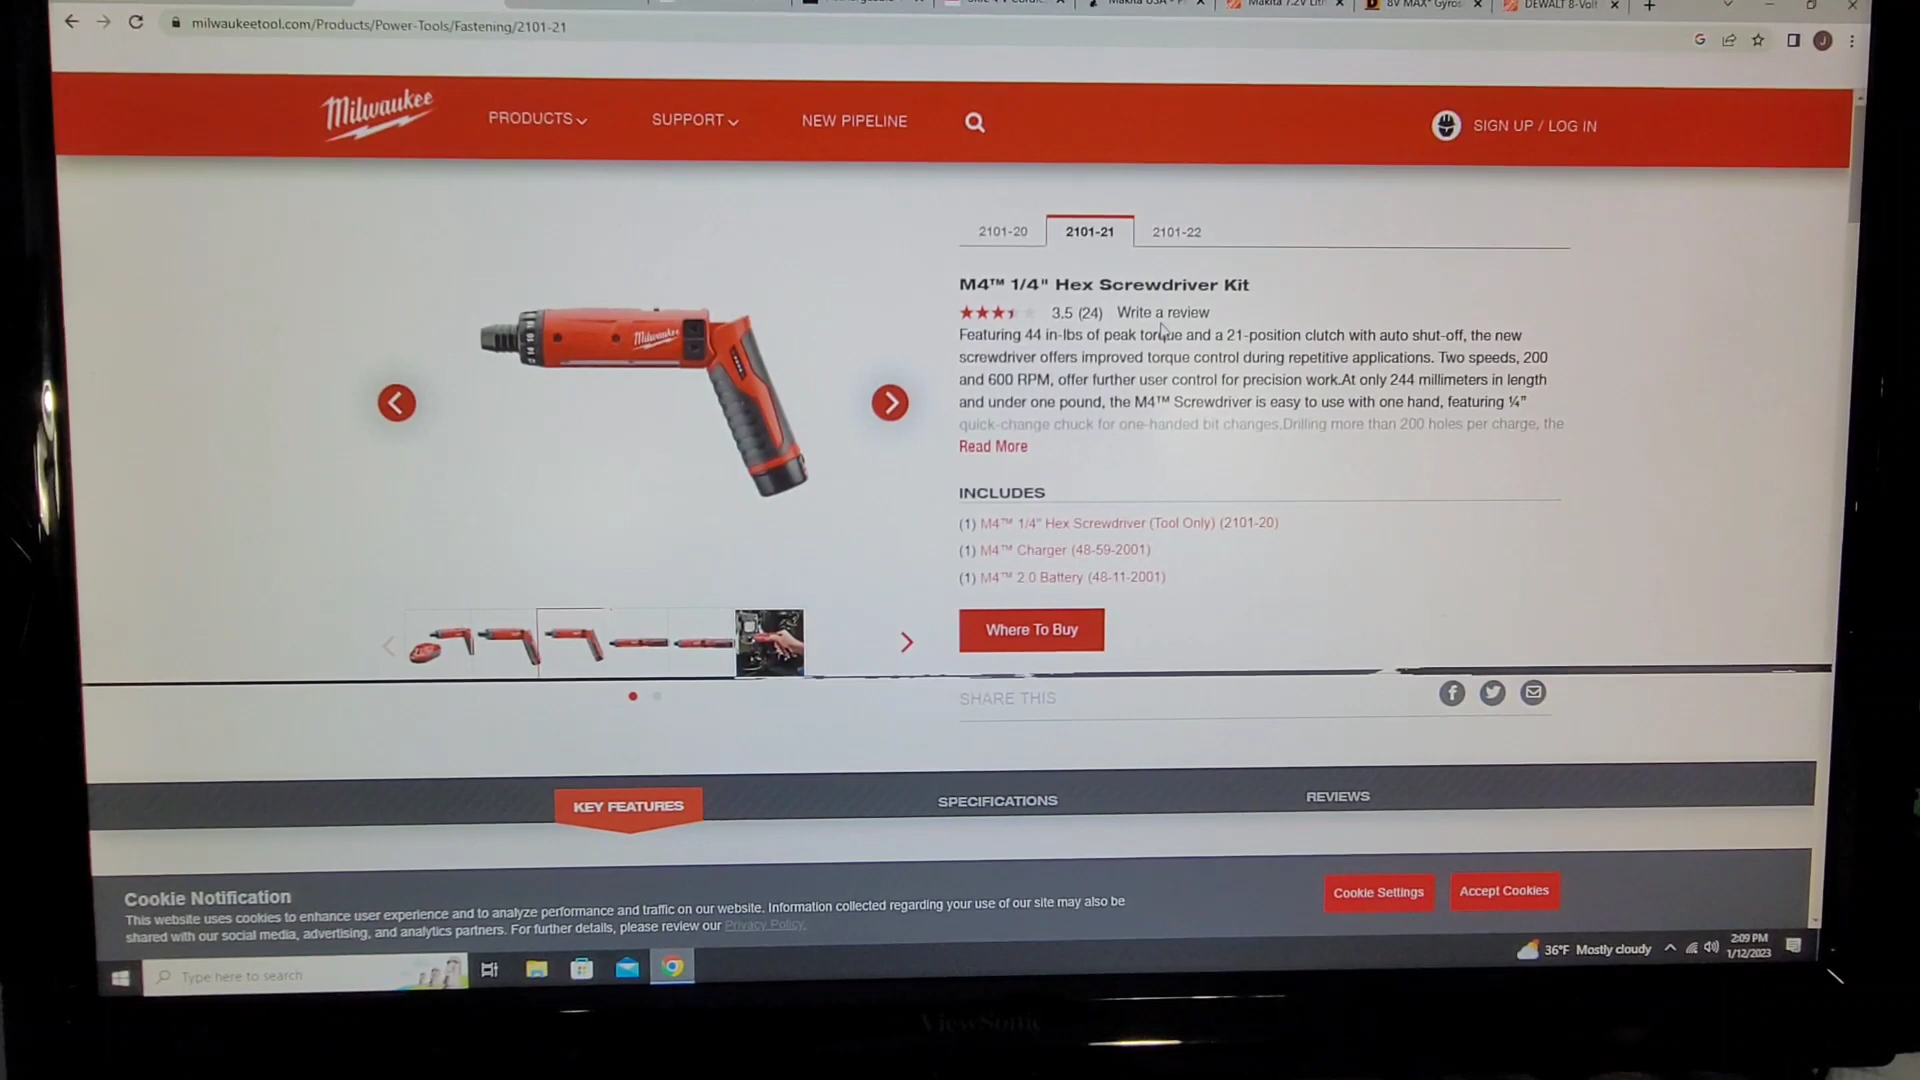 Makita USA - P
Makita 7.2V Lith
8V MAX* Gyros
DEWALT 8-Volt
milwaukeetool.com/Products/Power-Tools/Fastening/2101-21
G
J
Milwaukee
PRODUCTS
SUPPORT
NEW PIPELINE
SIGN UP / LOG IN
2101-20
2101-21
2101-22
M4™ 1/4" Hex Screwdriver Kit
3.5 (24) Write a review
Featuring 44 in-lbs of peak torque and a 21-position clutch with auto shut-off, the new
screwdriver offers improved torque control during repetitive applications. Two speeds, 200
and 600 RPM, offer further user control for precision work.At only 244 millimeters in length
and under one pound, the M4™ Screwdriver is easy to use with one hand, featuring ¼"
quick-change chuck for one-handed bit changes.Drilling more than 200 holes per charge, the
Read More
Milwaukee
INCLUDES
(1) M4™ 1/4" Hex Screwdriver (Tool Only) (2101-20)
(1) M4™ Charger (48-59-2001)
(1) M4™ 2.0 Battery (48-11-2001)
Where To Buy
SHARE THIS
KEY FEATURES
SPECIFICATIONS
REVIEWS
Cookie Notification
This website uses cookies to enhance user experience and to analyze performance and traffic on our website. Information collected regarding your use of our site may also be
shared with our social media, advertising, and analytics partners. For further details, please review our Privacy Policy.
Cookie Settings
Accept Cookies
Type here to search
36°F Mostly cloudy
2:09 PM
1/12/2023
ViewSonic